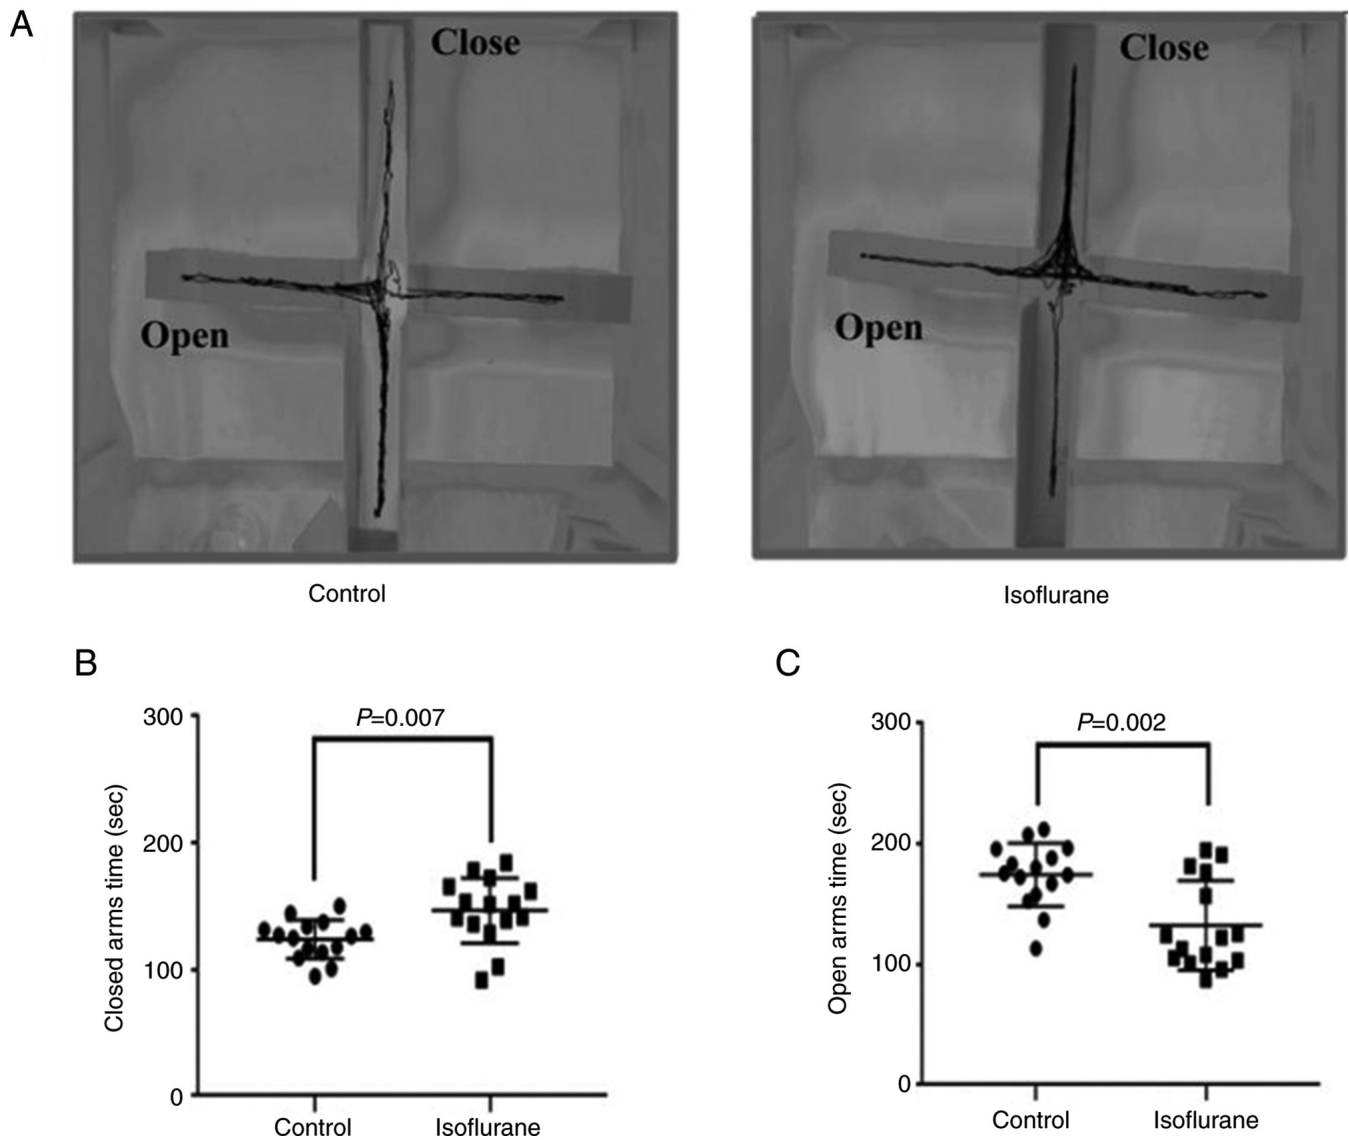 A
Close
Open
Control
Close
Open
Isoflurane
B
P=0.007
Closed arms time (sec)
300
200
100
0
Control
Isoflurane
C
P=0.002
Open arms time (sec)
300
200
100
0
Control
Isoflurane